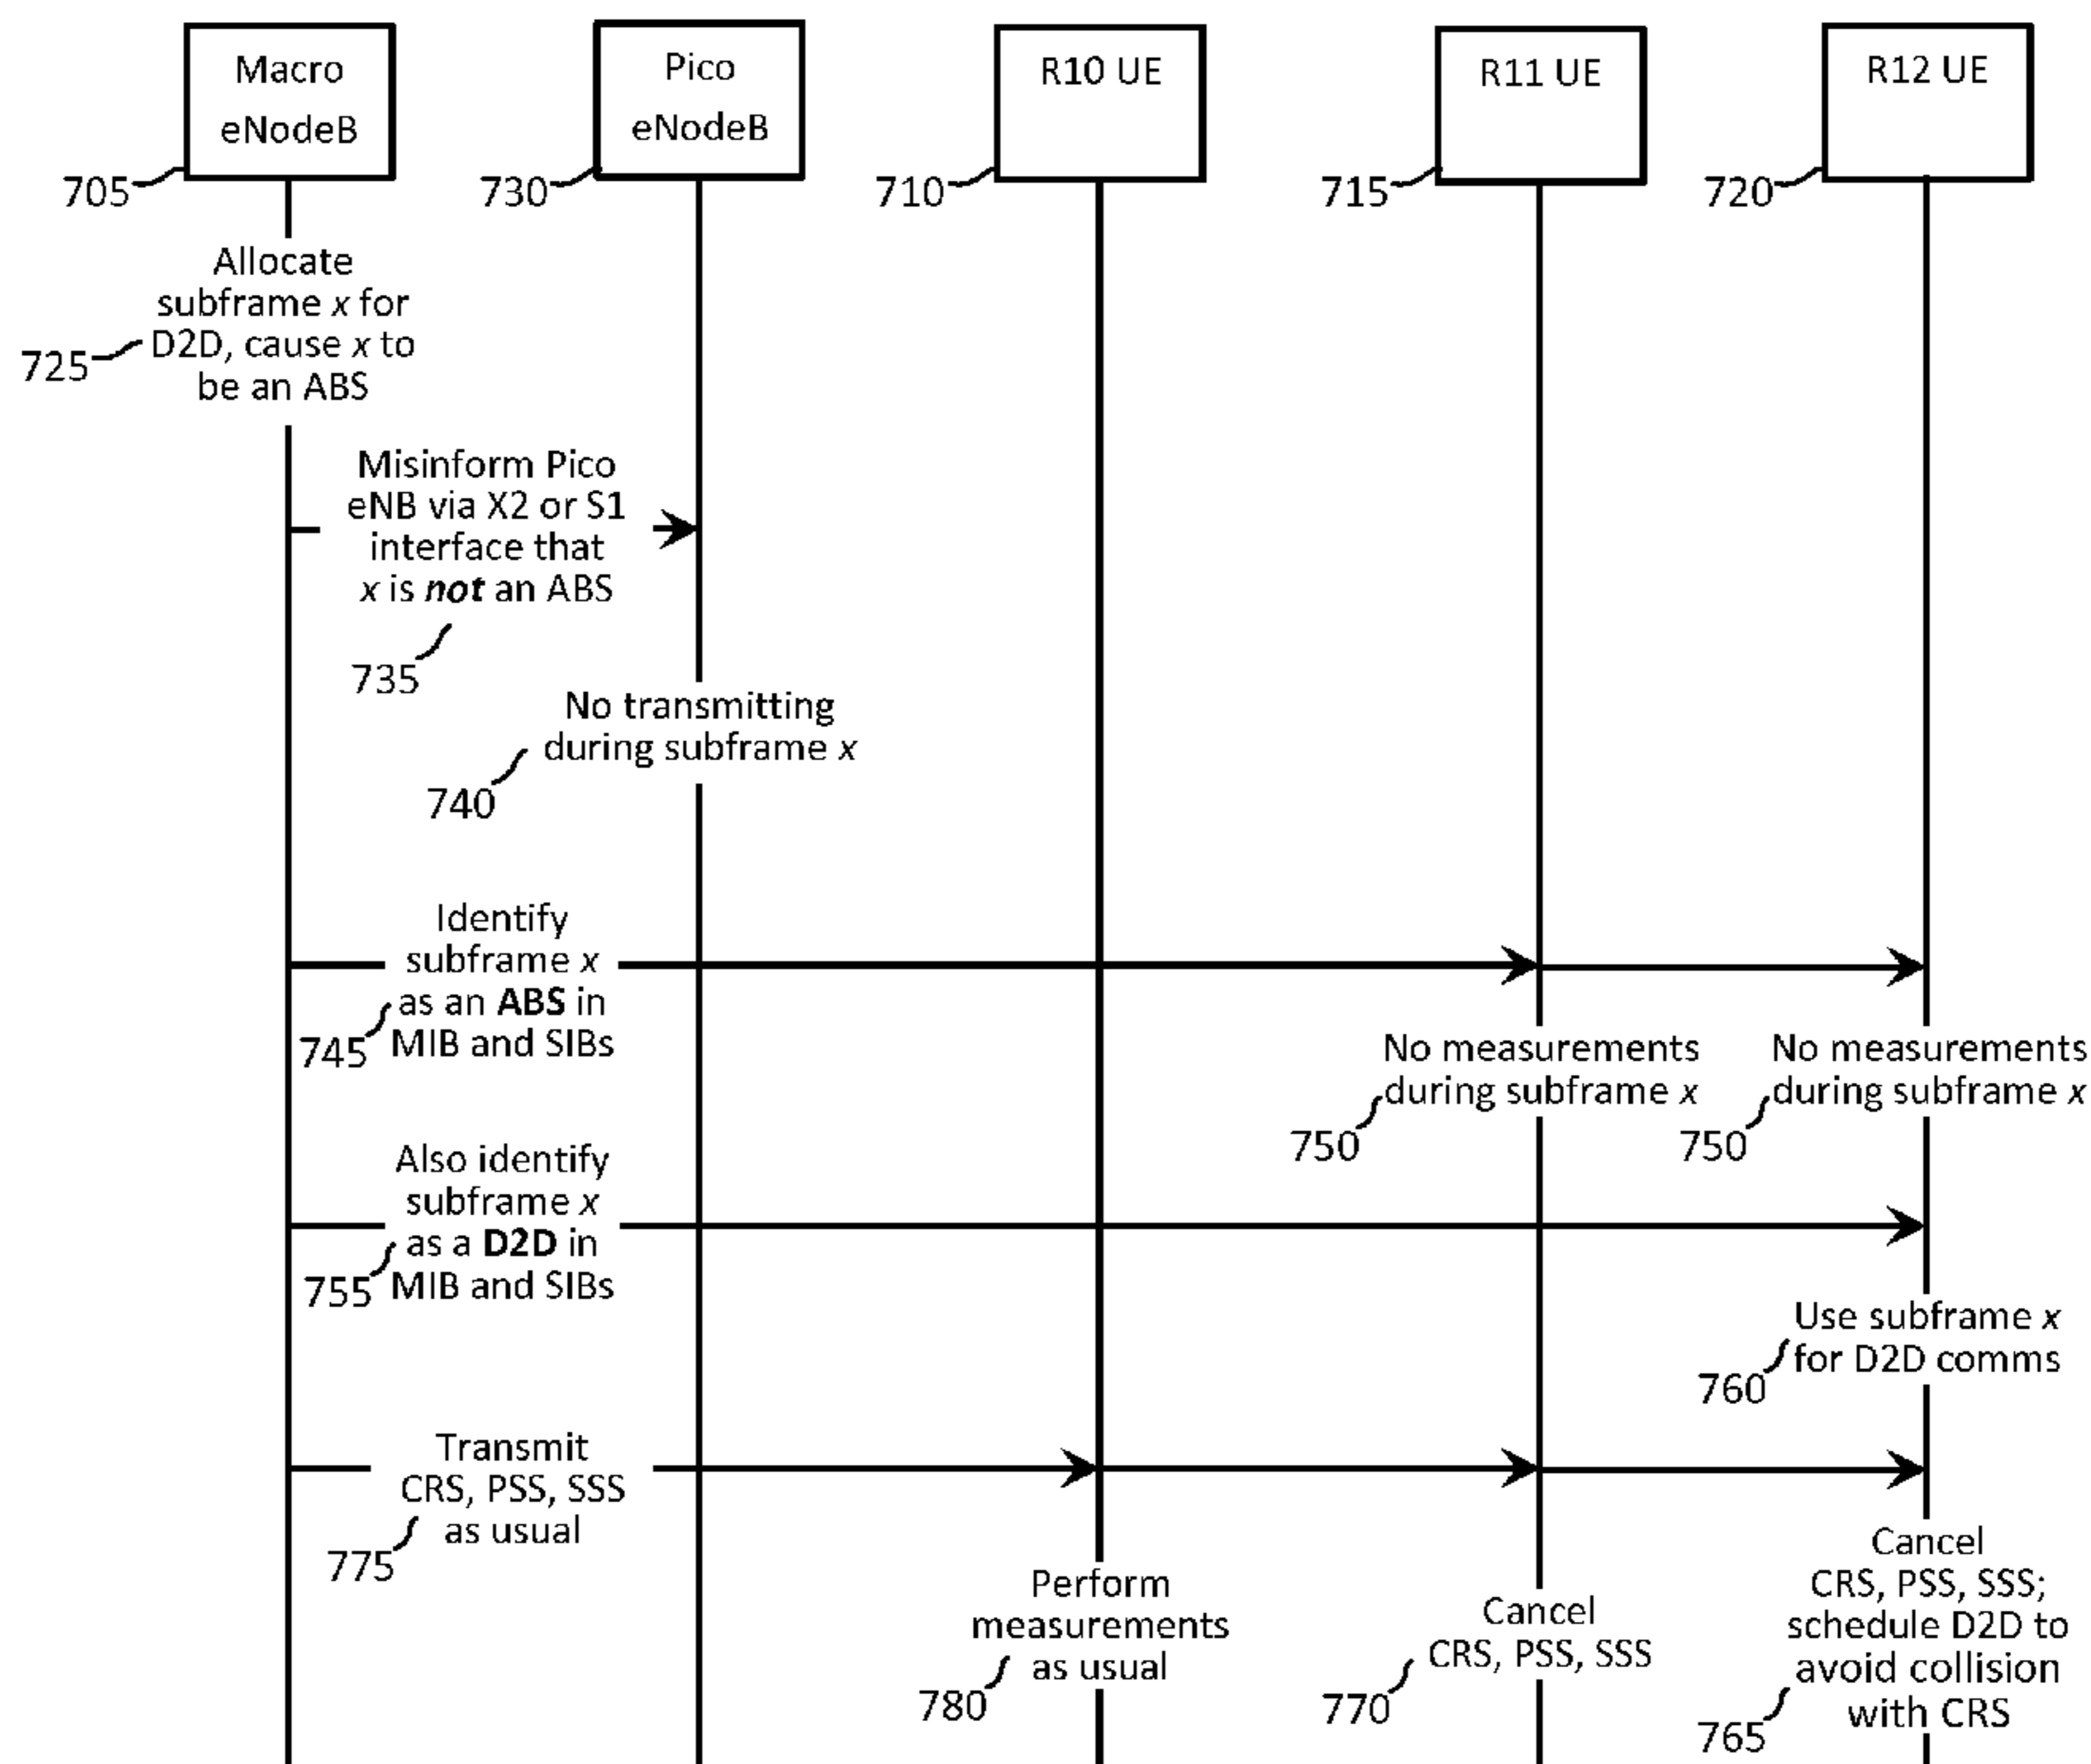 Macro
eNodeB
Pico
eNodeB
R10 UE
R11 UE
R12 UE
705
730
710
715
720
Allocate
subframe x for
D2D, cause x to
be an ABS
725
Misinform Pico
eNB via X2 or S1
interface that
x is not an ABS
735
No transmitting
during subframe x
740
Identify
subframe x
as an ABS in
MIB and SIBs
745
No measurements
during subframe x
750
No measurements
during subframe x
750
Also identify
subframe x
as a D2D in
MIB and SIBs
755
Use subframe x
for D2D comms
760
Transmit
CRS, PSS, SSS
as usual
775
Perform
measurements
as usual
780
Cancel
CRS, PSS, SSS
770
Cancel
CRS, PSS, SSS;
schedule D2D to
avoid collision
with CRS
765